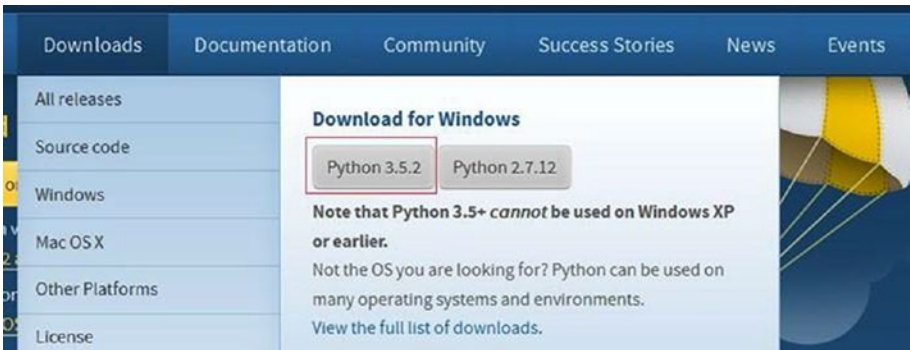 Downloads Documentation Community Success Stories News Events
All releases
Source code
Windows
Mac OS X
Other Platforms
License
Download for Windows
Python 3.5.2 Python 2.7.12
Note that Python 3.5+ cannot be used on Windows XP
or earlier.
Not the OS you are looking for? Python can be used on
many operating systems and environments.
View the full list of downloads.